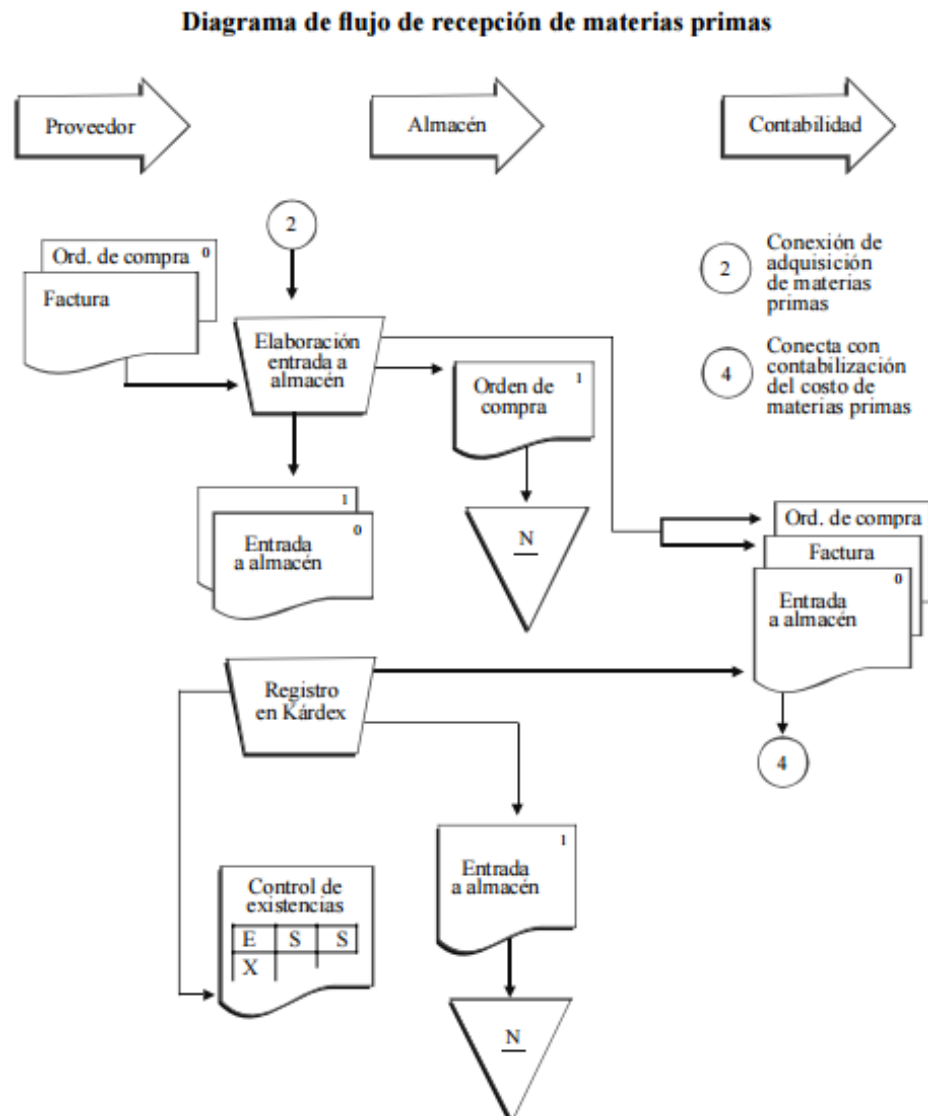 Diagrama de flujo de recepción de materias primas
Proveedor
Almacén
Contabilidad
2
Ord. de compra 0
Factura
Elaboración
entrada a
almacén
Orden de
compra
1
2
Conexión de
adquisición
de materias
primas
4
Conecta con
contabilización
del costo de
materias primas
1
0
Entrada
a almacén
N
Ord. de compra
Factura
0
Entrada
a almacén
Registro
en Kárdex
4
Control de
existencias
E S S
X
1
Entrada
a almacén
N